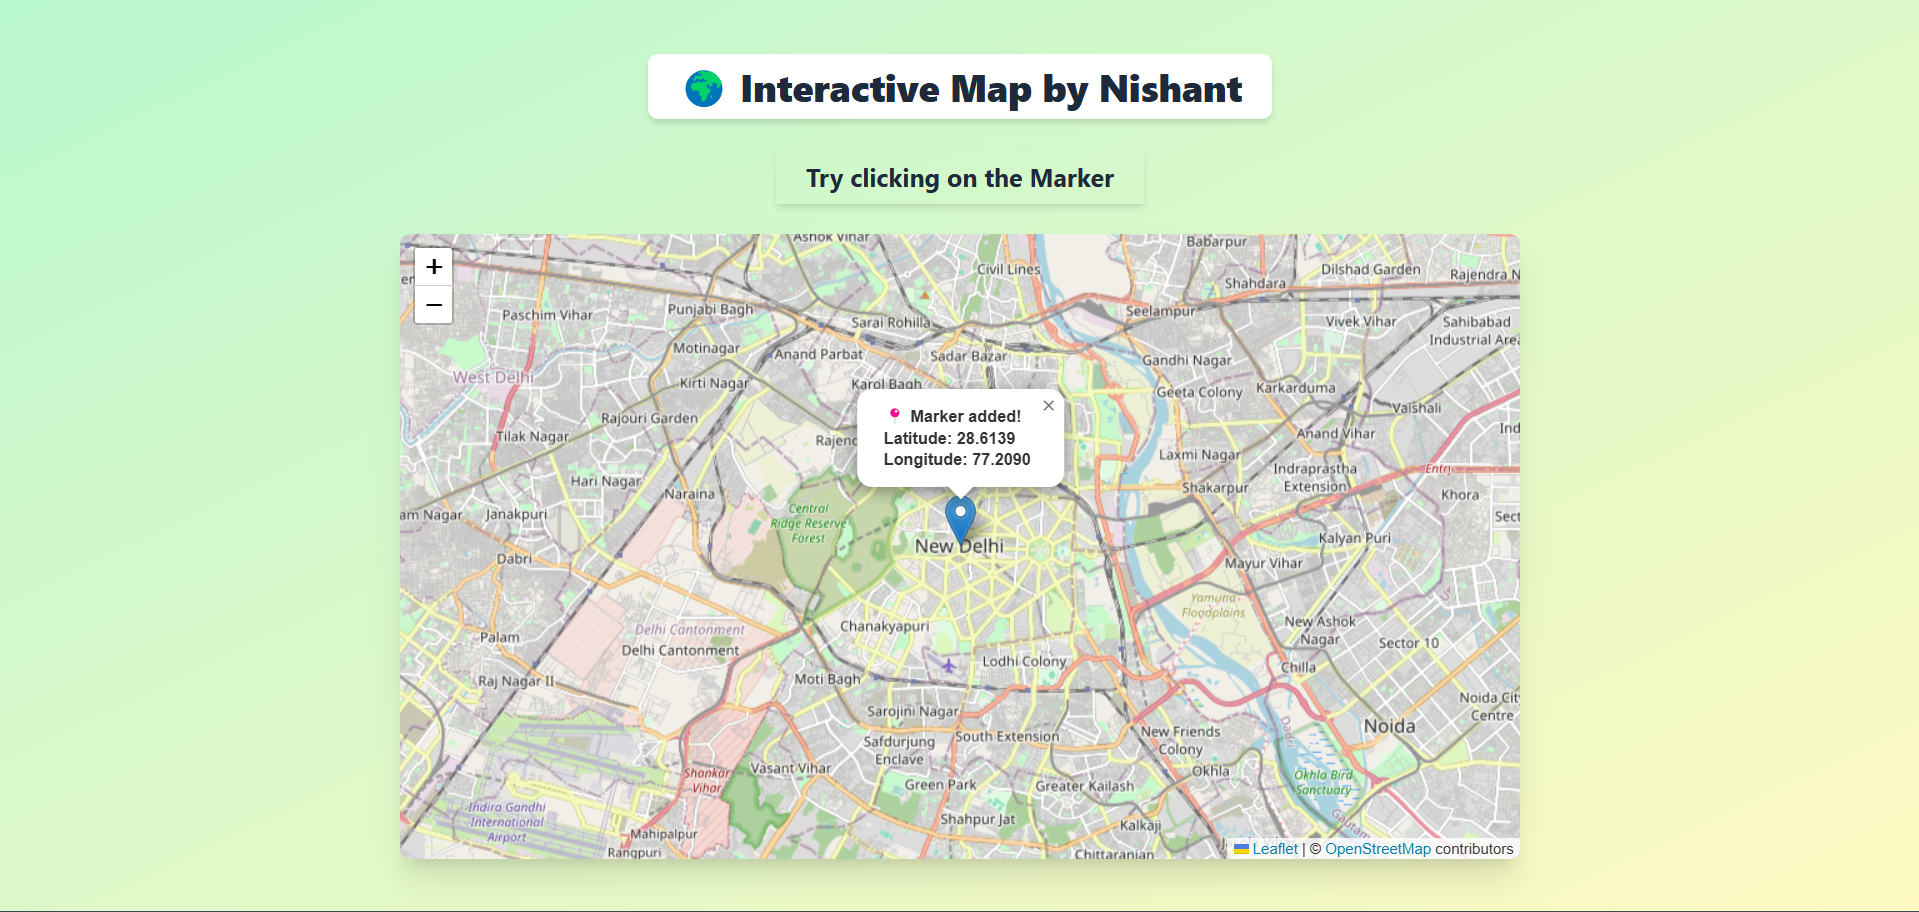 Interactive Map by Nishant
Try clicking on the Marker
+
−
Ashok Vihar
Babarpur
Civil Lines
Dilshad Garden
Rajendra N
Shahdara
Paschim Vihar
Punjabi Bagh
Sarai Rohilla
Seelampur
Vivek Vihar
Sahibabad
Industrial Area
Motinagar
Anand Parbat
Sadar Bazar
Gandhi Nagar
West Delhi
Kirti Nagar
Karol Bagh
Geeta Colony
Karkarduma
Vaishali
Rajouri Garden
Tilak Nagar
Rajend
Anand Vihar
Ind
× 
Marker added!
Latitude: 28.6139
Longitude: 77.2090
Laxmi Nagar
Indraprastha
Extension
Entry
Hari Nagar
Naraina
Shakarpur
Khora
am Nagar
Janakpuri
Central
Ridge Reserve
Forest
Sect
New Delhi
Kalyan Puri
Dabri
Mayur Vihar
Yamuna
Floodplains
Chanakyapuri
New Ashok
Nagar
Delhi Cantonment
Palam
Delhi Cantonment
Sector 10
Lodhi Colony
Chilla
Raj Nagar II
Moti Bagh
Noida City
Centre
Sarojini Nagar
Noida
South Extension
New Friends
Colony
Dadri
Safdurjung
Enclave
Shankar
Vihar
Vasant Vihar
Okhla
Okhla Bird
Sanctuary
Green Park
Greater Kailash
Indira Gandhi
International
Airport
Shahpur Jat
Kalkaji
Gautam
Mahipalpur
Rangpuri
Chittaranjan
Leaflet | © OpenStreetMap contributors